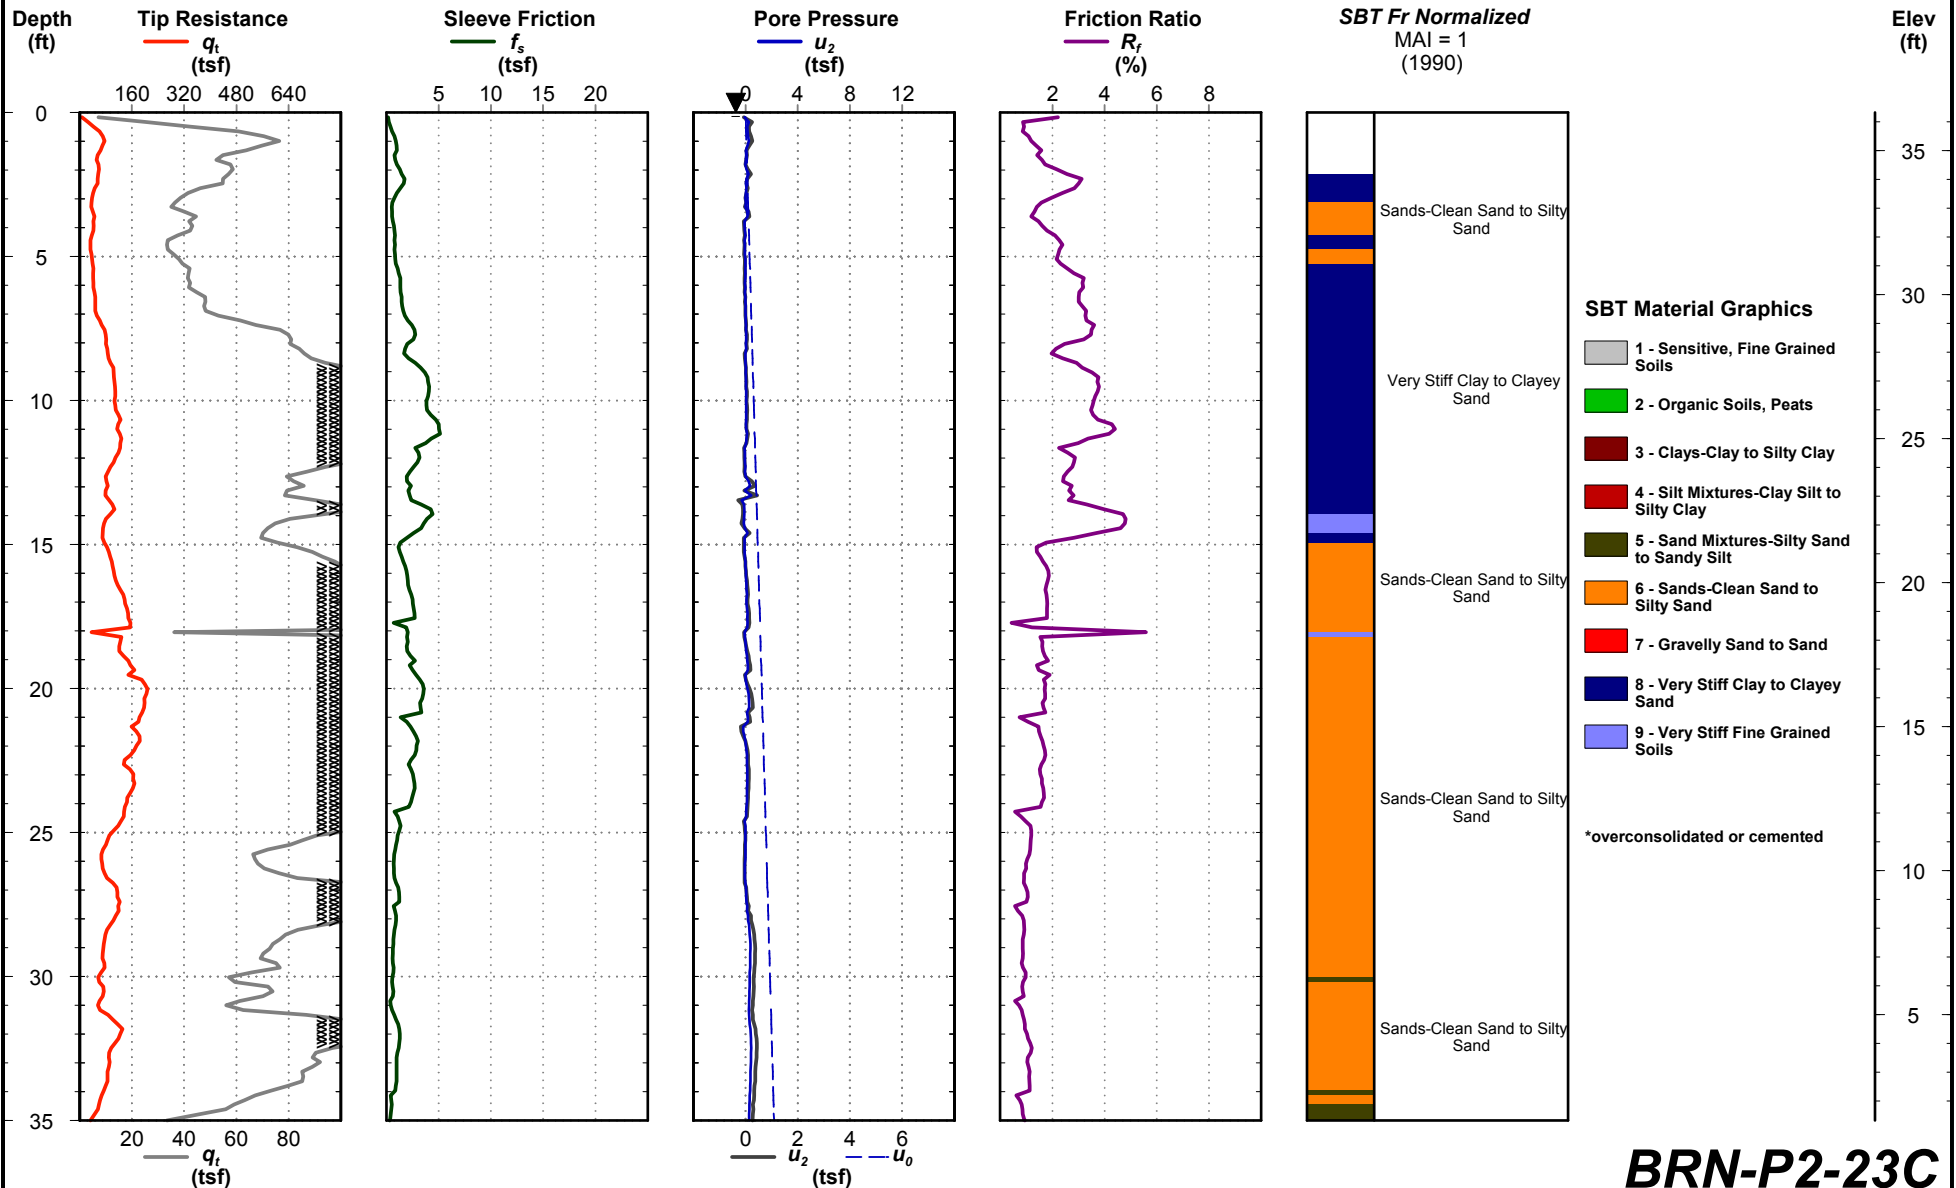 Depth
(ft)
Tip Resistance
qt
(tsf)
160 320 480 640
Sleeve Friction
fs
(tsf)
5 10 15 20
Pore Pressure
u2
(tsf)
0 4 8 12
Friction Ratio
Rf
(%)
2 4 6 8
SBT Fr Normalized
MAI = 1
(1990)
Elev
(ft)
0
5
10
15
20
25
30
35
Sands-Clean Sand to Silty
Sand
Very Stiff Clay to Clayey
Sand
Sands-Clean Sand to Silty
Sand
Sands-Clean Sand to Silty
Sand
Sands-Clean Sand to Silty
Sand
SBT Material Graphics
1 - Sensitive, Fine Grained
Soils
2 - Organic Soils, Peats
3 - Clays-Clay to Silty Clay
4 - Silt Mixtures-Clay Silt to
Silty Clay
5 - Sand Mixtures-Silty Sand
to Sandy Silt
6 - Sands-Clean Sand to
Silty Sand
7 - Gravelly Sand to Sand
8 - Very Stiff Clay to Clayey
Sand
9 - Very Stiff Fine Grained
Soils
*overconsolidated or cemented
35
30
25
20
15
10
5
20 40 60 80
qt
(tsf)
0 2 4 6
u2 u0
(tsf)
BRN-P2-23C